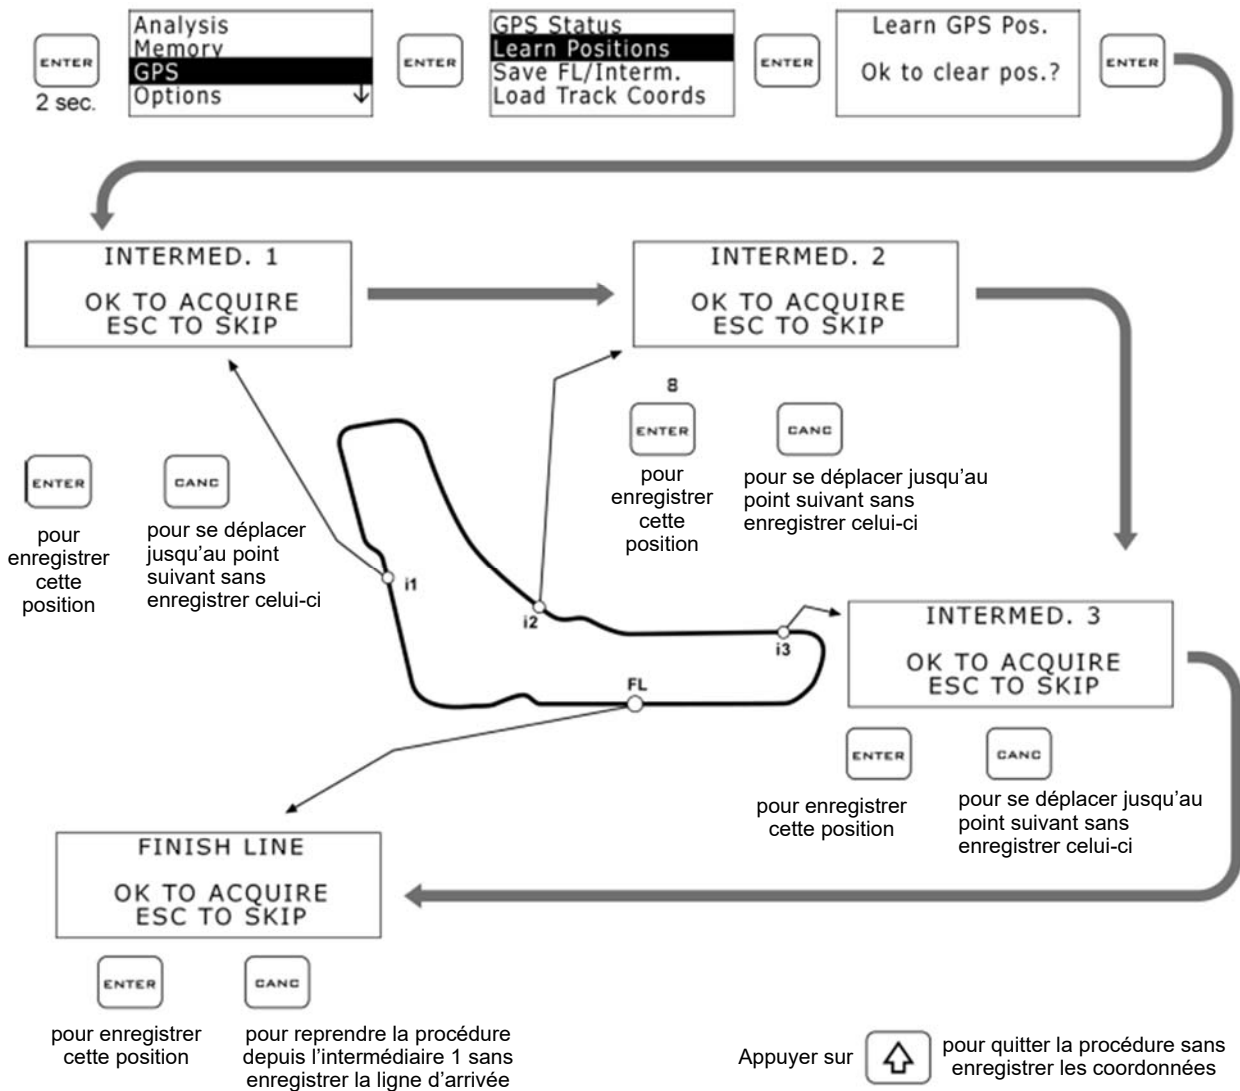 ENTER
2 sec.
Analysis
Memory
GPS
Options
ENTER
GPS Status
Learn Positions
Save FL/Interm.
Load Track Coords
ENTER
Learn GPS Pos.
Ok to clear pos.?
ENTER
INTERMED. 1
OK TO ACQUIRE
ESC TO SKIP
INTERMED. 2
OK TO ACQUIRE
ESC TO SKIP
8
ENTER
pour
enregistrer
cette
position
CANC
pour se déplacer jusqu'au
point suivant sans
enregistrer celui-ci
ENTER
pour
enregistrer
cette
position
CANC
pour se déplacer
jusqu'au point
suivant sans
enregistrer celui-ci
i1
i2
i3
FL
INTERMED. 3
OK TO ACQUIRE
ESC TO SKIP
ENTER
pour enregistrer
cette position
CANC
pour se déplacer jusqu'au
point suivant sans
enregistrer celui-ci
FINISH LINE
OK TO ACQUIRE
ESC TO SKIP
ENTER
pour enregistrer
cette position
CANC
pour reprendre la procédure
depuis l'intermédiaire 1 sans
enregistrer la ligne d'arrivée
Appuyer sur
pour quitter la procédure sans
enregistrer les coordonnées